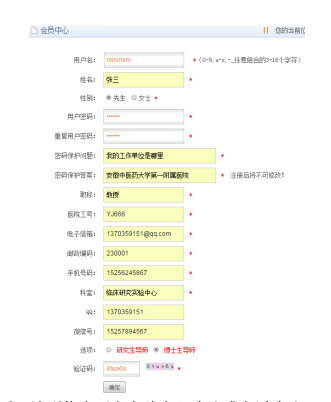 会员中心 您的当前位
用户名: minimini *(0-9,a-z,-_任意组合的3-16个字符)
姓名: 张三 *
性别: 先生 女士 *
用户密码: ****** *
重复用户密码: ****** *
密码保护问题: 我的工作单位是哪里 *
密码保护答案: 安徽中医药大学第一附属医院 * 注册后将不可修改!
职称: 教授 *
医院工号: YJ666 *
电子信箱: 1370359151@qq.com *
邮政编码: 230001 *
手机号码: 15256245867 *
科室: 临床研究实验中心 *
QQ: 1370359151
微信号: 15257894567
选项: 研究生导师 博士生导师
验证码: 8tuo6s *
确定